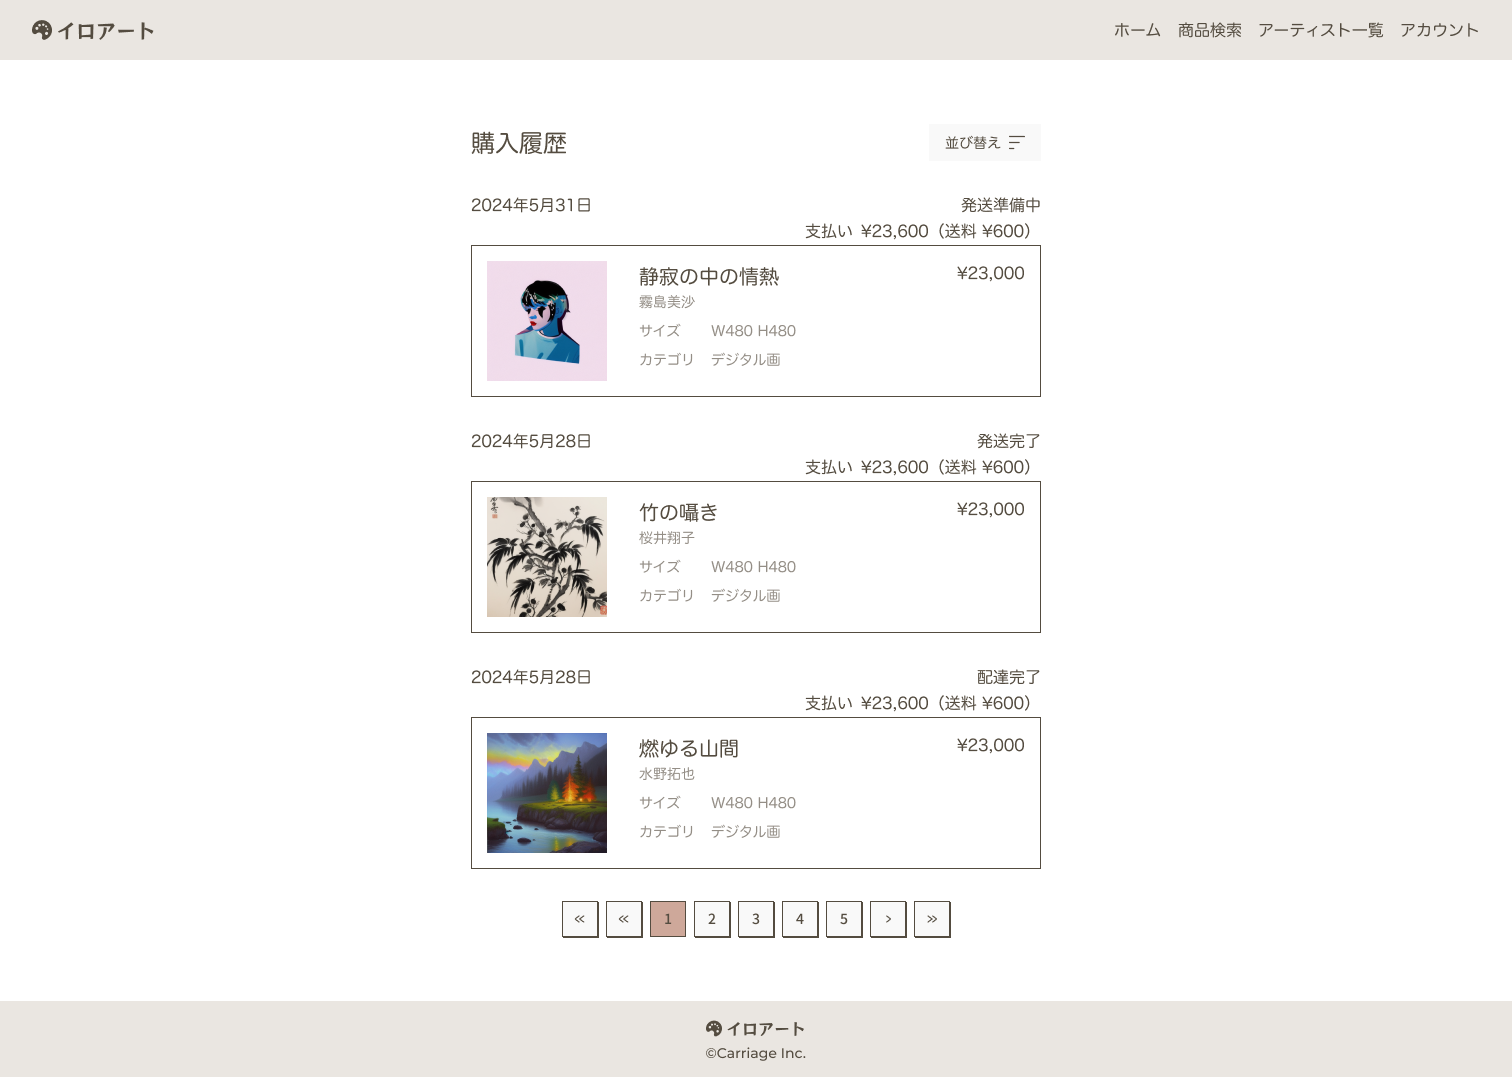 イロアート
ホーム 商品検索 アーティスト一覧 アカウント
購入履歴
並び替え
2024年5月31日 発送準備中
支払い ¥23,600（送料 ¥600）
静寂の中の情熱 ¥23,000
霧島美沙
サイズ W480 H480
カテゴリ デジタル画
2024年5月28日 発送完了
支払い ¥23,600（送料 ¥600）
竹の囁き ¥23,000
桜井翔子
サイズ W480 H480
カテゴリ デジタル画
2024年5月28日 配達完了
支払い ¥23,600（送料 ¥600）
燃ゆる山間 ¥23,000
水野拓也
サイズ W480 H480
カテゴリ デジタル画
« « 1 2 3 4 5 › »
イロアート
©Carriage Inc.